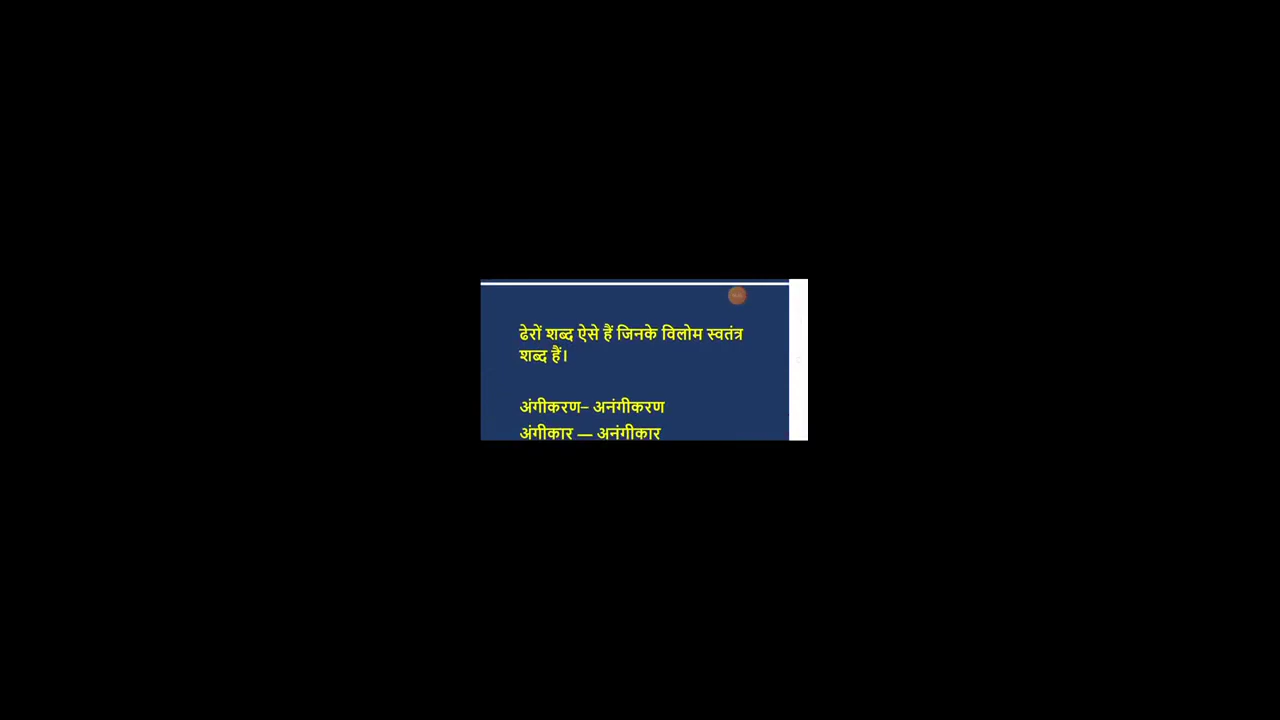 ढेरों शब्द ऐसे हैं जिनके विलोम स्वतंत्र
शब्द हैं।
अंगीकरण– अनंगीकरण
अंगीकार — अनंगीकार